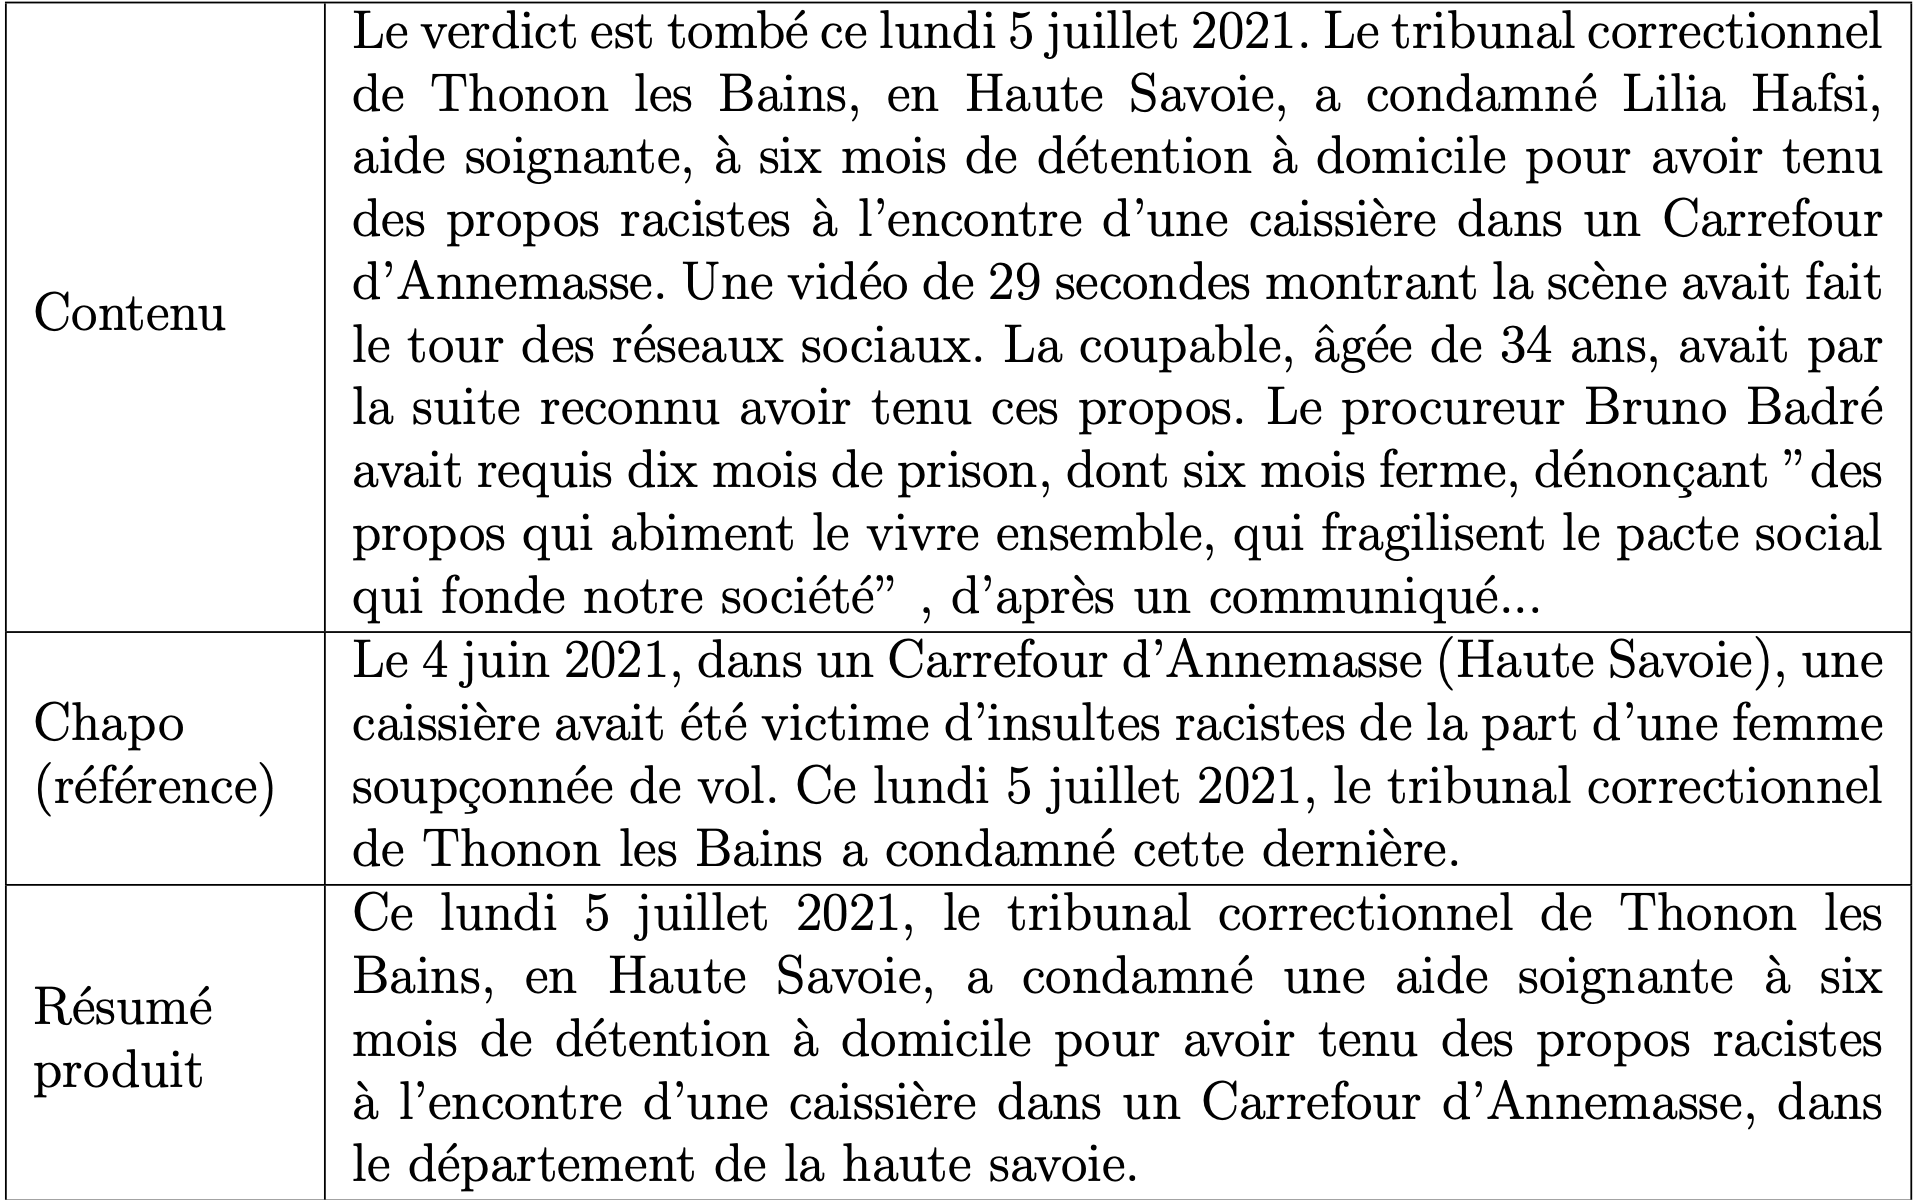 Contenu
Le verdict est tombé ce lundi 5 juillet 2021. Le tribunal correctionnel
de Thonon les Bains, en Haute Savoie, a condamné Lilia Hafsi,
aide soignante, à six mois de détention à domicile pour avoir tenu
des propos racistes à l’encontre d’une caissière dans un Carrefour
d’Annemasse. Une vidéo de 29 secondes montrant la scène avait fait
le tour des réseaux sociaux. La coupable, âgée de 34 ans, avait par
la suite reconnu avoir tenu ces propos. Le procureur Bruno Badré
avait requis dix mois de prison, dont six mois ferme, dénonçant ”des
propos qui abiment le vivre ensemble, qui fragilisent le pacte social
qui fonde notre société” , d’après un communiqué...
Chapo
(référence)
Le 4 juin 2021, dans un Carrefour d’Annemasse (Haute Savoie), une
caissière avait été victime d’insultes racistes de la part d’une femme
soupçonnée de vol. Ce lundi 5 juillet 2021, le tribunal correctionnel
de Thonon les Bains a condamné cette dernière.
Résumé
produit
Ce lundi 5 juillet 2021, le tribunal correctionnel de Thonon les
Bains, en Haute Savoie, a condamné une aide soignante à six
mois de détention à domicile pour avoir tenu des propos racistes
à l’encontre d’une caissière dans un Carrefour d’Annemasse, dans
le département de la haute savoie.